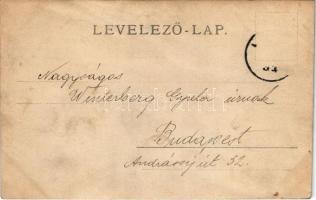 LEVELEZŐ-LAP.
Nagyságos
Winterberg Gyula úrnak
Budapest
Andrássy út 52.